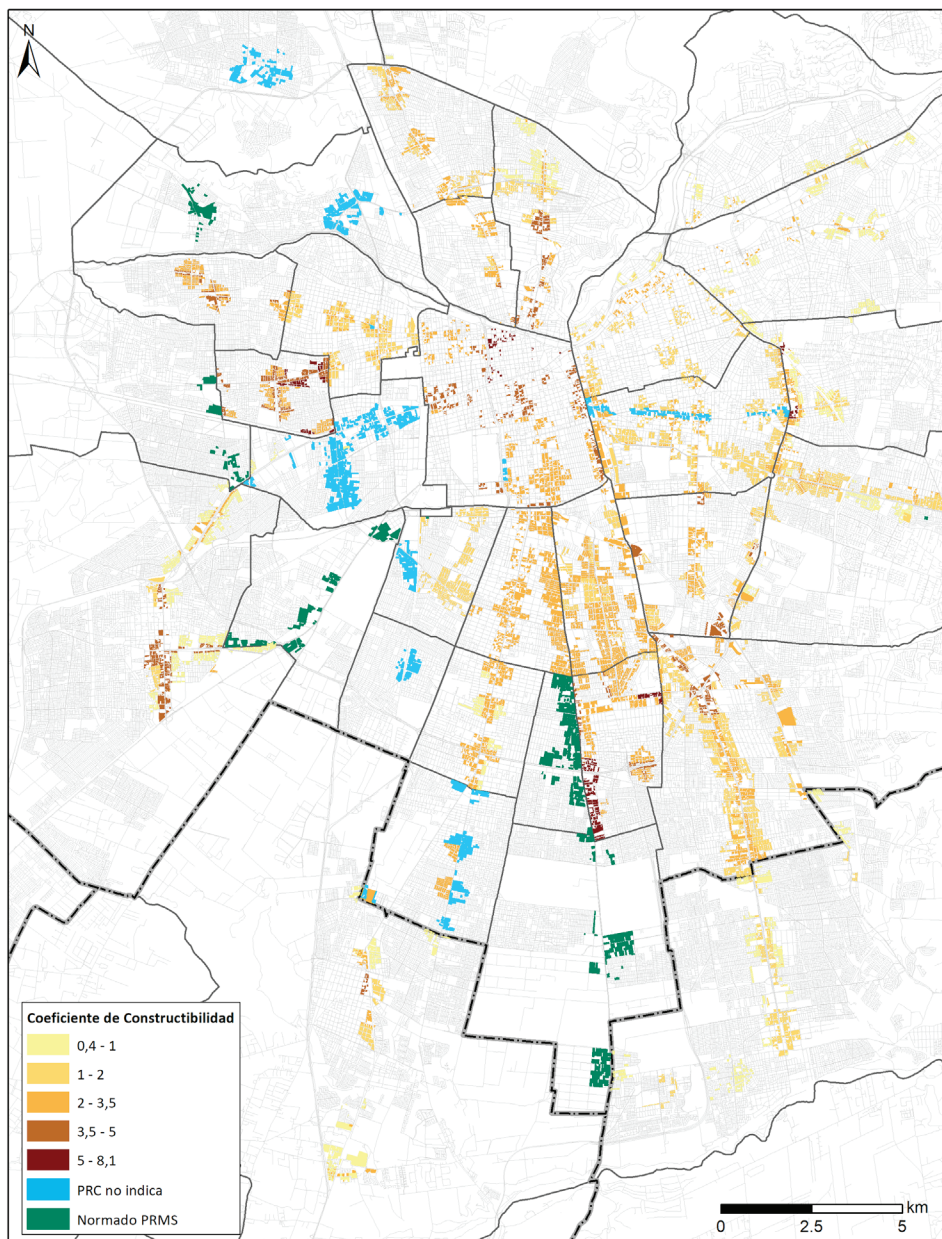 N
Coeficiente de Constructibilidad
0,4 - 1
1 - 2
2 - 3,5
3,5 - 5
5 - 8,1
PRC no indica
Normado PRMS
km
0 2.5 5